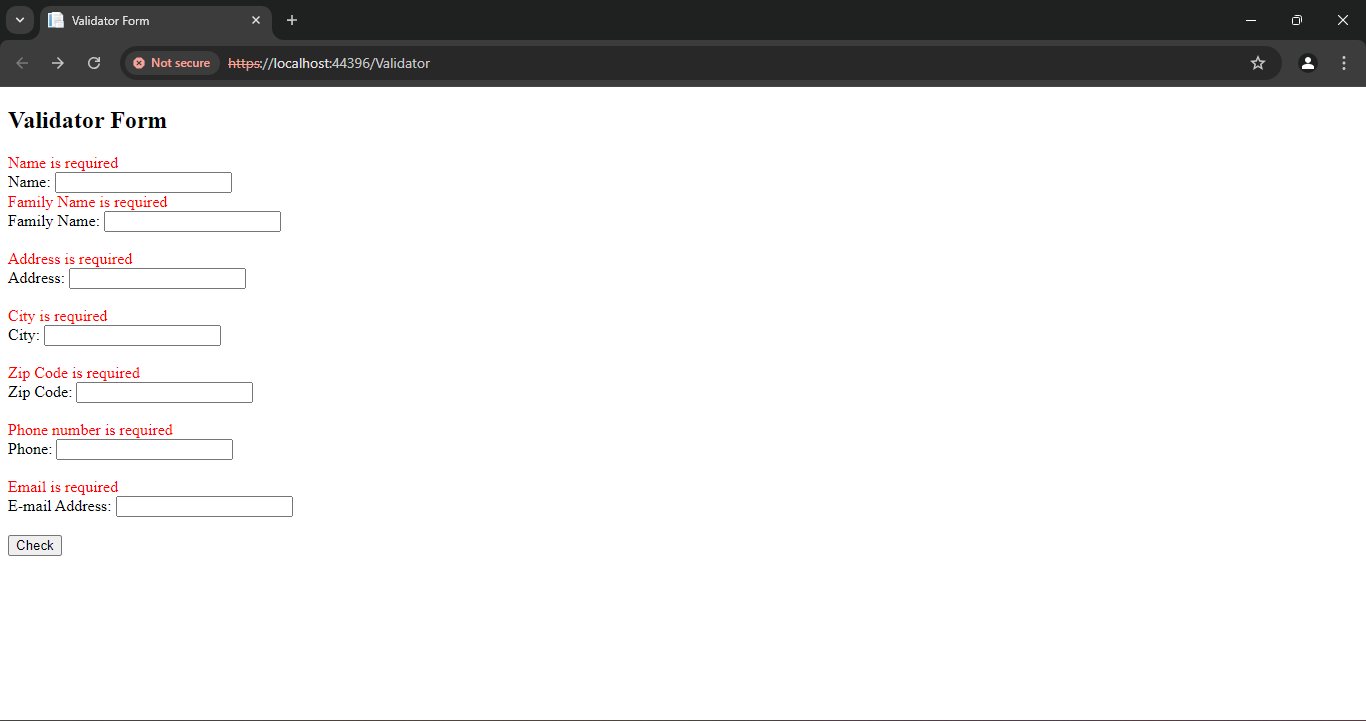 Validator Form
Not secure https://localhost:44396/Validator
Validator Form
Name is required
Name:
Family Name is required
Family Name:
Address is required
Address:
City is required
City:
Zip Code is required
Zip Code:
Phone number is required
Phone:
Email is required
E-mail Address:
Check